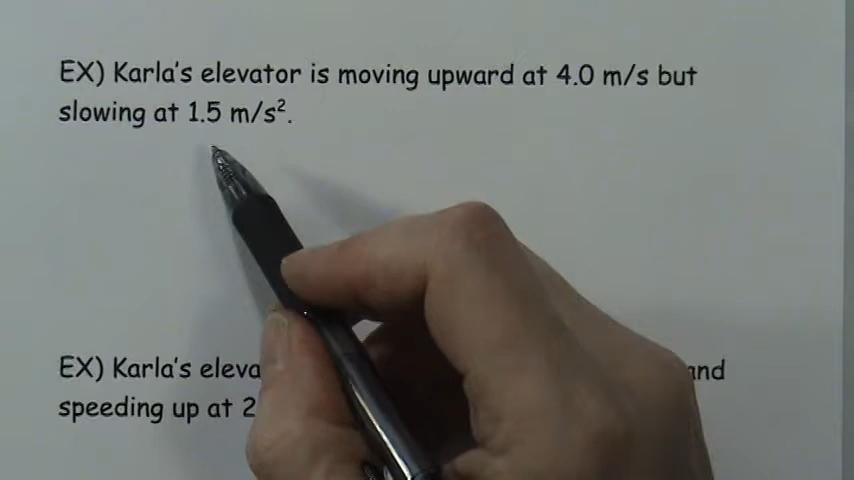 EX) Karla's elevator is moving upward at 4.0 m/s but
slowing at 1.5 m/s².
EX) Karla's and
speeding up at 2